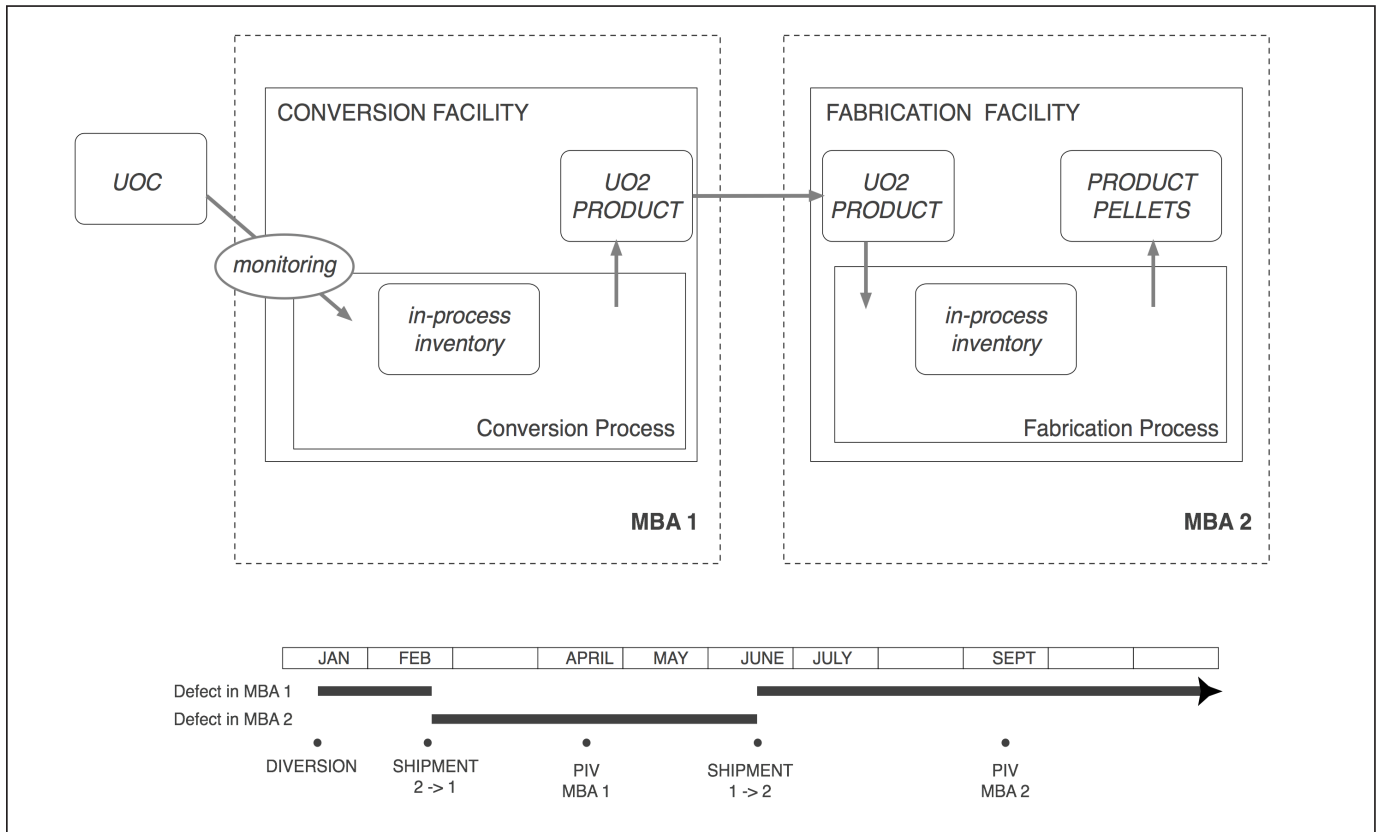 CONVERSION FACILITY
FABRICATION FACILITY
UOC
UO2
PRODUCT
UO2
PRODUCT
PRODUCT
PELLETS
monitoring
in-process
inventory
in-process
inventory
Conversion Process
Fabrication Process
MBA 1
MBA 2
JAN FEB APRIL MAY JUNE JULY SEPT
Defect in MBA 1
Defect in MBA 2
DIVERSION
SHIPMENT
2 -> 1
PIV
MBA 1
SHIPMENT
1 -> 2
PIV
MBA 2